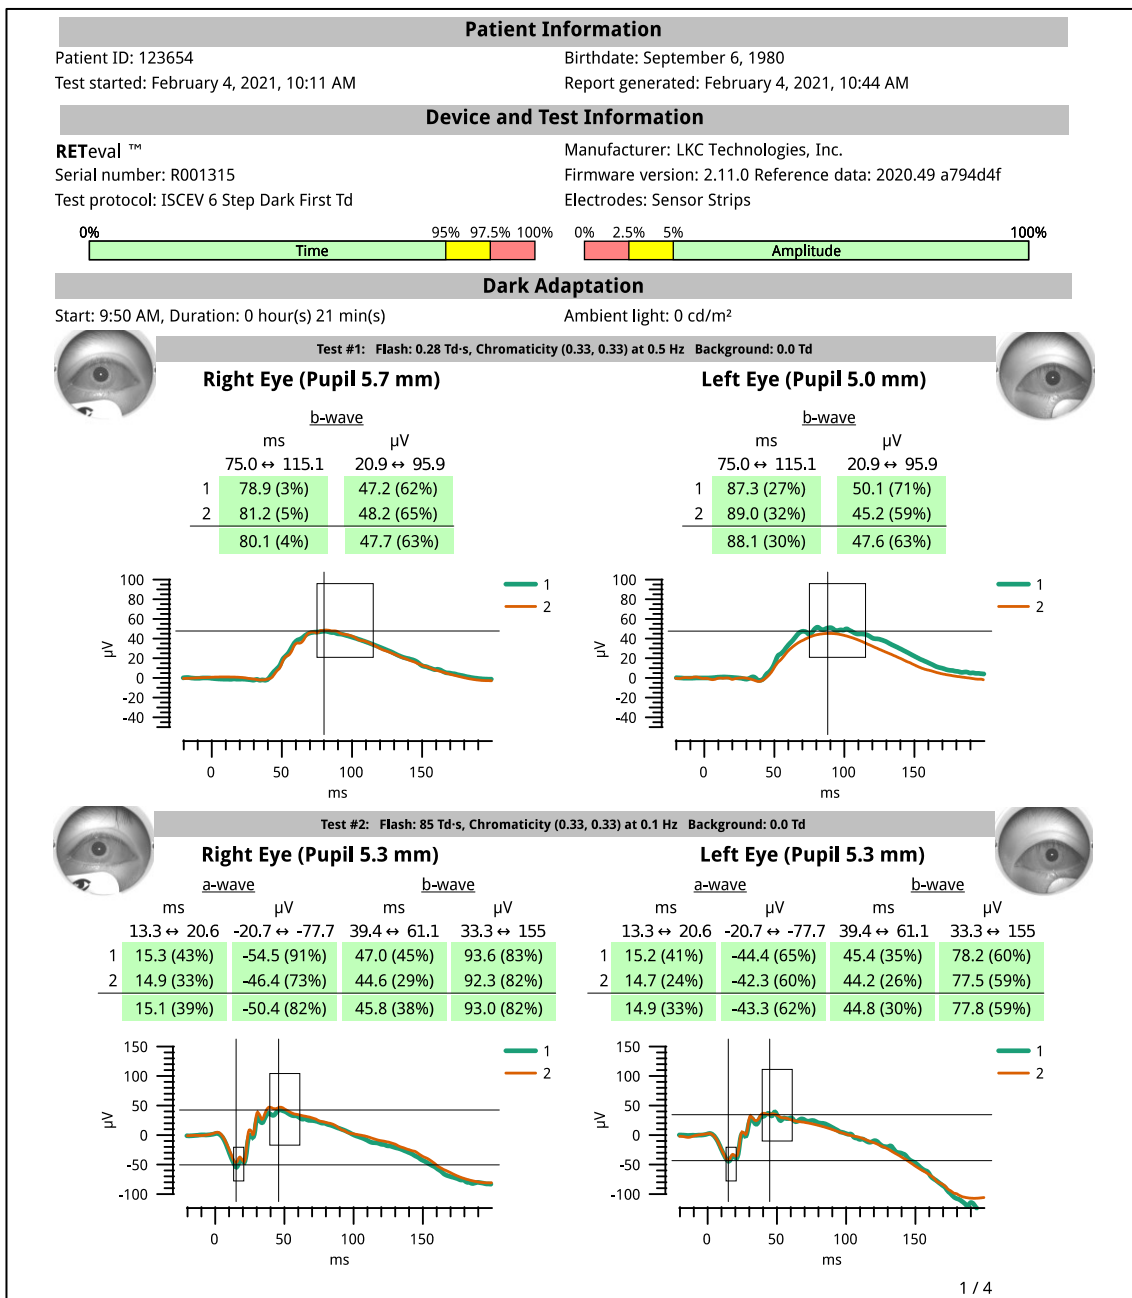 Patient Information
Patient ID: 123654 Birthdate: September 6, 1980
Test started: February 4, 2021, 10:11 AM Report generated: February 4, 2021, 10:44 AM
Device and Test Information
RETeval ™ Manufacturer: LKC Technologies, Inc.
Serial number: R001315 Firmware version: 2.11.0 Reference data: 2020.49 a794d4f
Test protocol: ISCEV 6 Step Dark First Td Electrodes: Sensor Strips
0% 95% 97.5% 100% 0% 2.5% 5% 100%
Time Amplitude
Dark Adaptation
Start: 9:50 AM, Duration: 0 hour(s) 21 min(s) Ambient light: 0 cd/m²
Test #1: Flash: 0.28 Td·s, Chromaticity (0.33, 0.33) at 0.5 Hz Background: 0.0 Td
Right Eye (Pupil 5.7 mm) Left Eye (Pupil 5.0 mm)
b-wave b-wave
ms µV ms µV
75.0 ↔ 115.1 20.9 ↔ 95.9 75.0 ↔ 115.1 20.9 ↔ 95.9
1 78.9 (3%) 47.2 (62%) 1 87.3 (27%) 50.1 (71%)
2 81.2 (5%) 48.2 (65%) 2 89.0 (32%) 45.2 (59%)
80.1 (4%) 47.7 (63%) 88.1 (30%) 47.6 (63%)
100 1 100 1
80 2 80 2
60 60
40 40
µV µV
20 20
0 0
-20 -20
-40 -40
0 50 100 150 0 50 100 150
ms ms
Test #2: Flash: 85 Td·s, Chromaticity (0.33, 0.33) at 0.1 Hz Background: 0.0 Td
Right Eye (Pupil 5.3 mm) Left Eye (Pupil 5.3 mm)
a-wave b-wave a-wave b-wave
ms µV ms µV ms µV ms µV
13.3 ↔ 20.6 -20.7 ↔ -77.7 39.4 ↔ 61.1 33.3 ↔ 155 13.3 ↔ 20.6 -20.7 ↔ -77.7 39.4 ↔ 61.1 33.3 ↔ 155
1 15.3 (43%) -54.5 (91%) 47.0 (45%) 93.6 (83%) 1 15.2 (41%) -44.4 (65%) 45.4 (35%) 78.2 (60%)
2 14.9 (33%) -46.4 (73%) 44.6 (29%) 92.3 (82%) 2 14.7 (24%) -42.3 (60%) 44.2 (26%) 77.5 (59%)
15.1 (39%) -50.4 (82%) 45.8 (38%) 93.0 (82%) 14.9 (33%) -43.3 (62%) 44.8 (30%) 77.8 (59%)
150 1 150 1
100 2 100 2
50 50
µV µV
0 0
-50 -50
-100 -100
0 50 100 150 0 50 100 150
ms ms
1 / 4